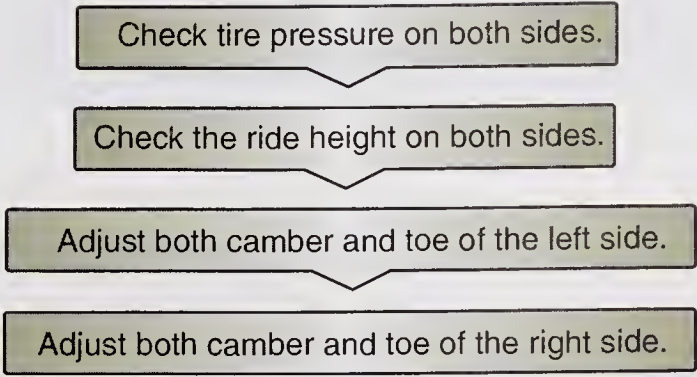 Check tire pressure on both sides.
Check the ride height on both sides.
Adjust both camber and toe of the left side.
Adjust both camber and toe of the right side.